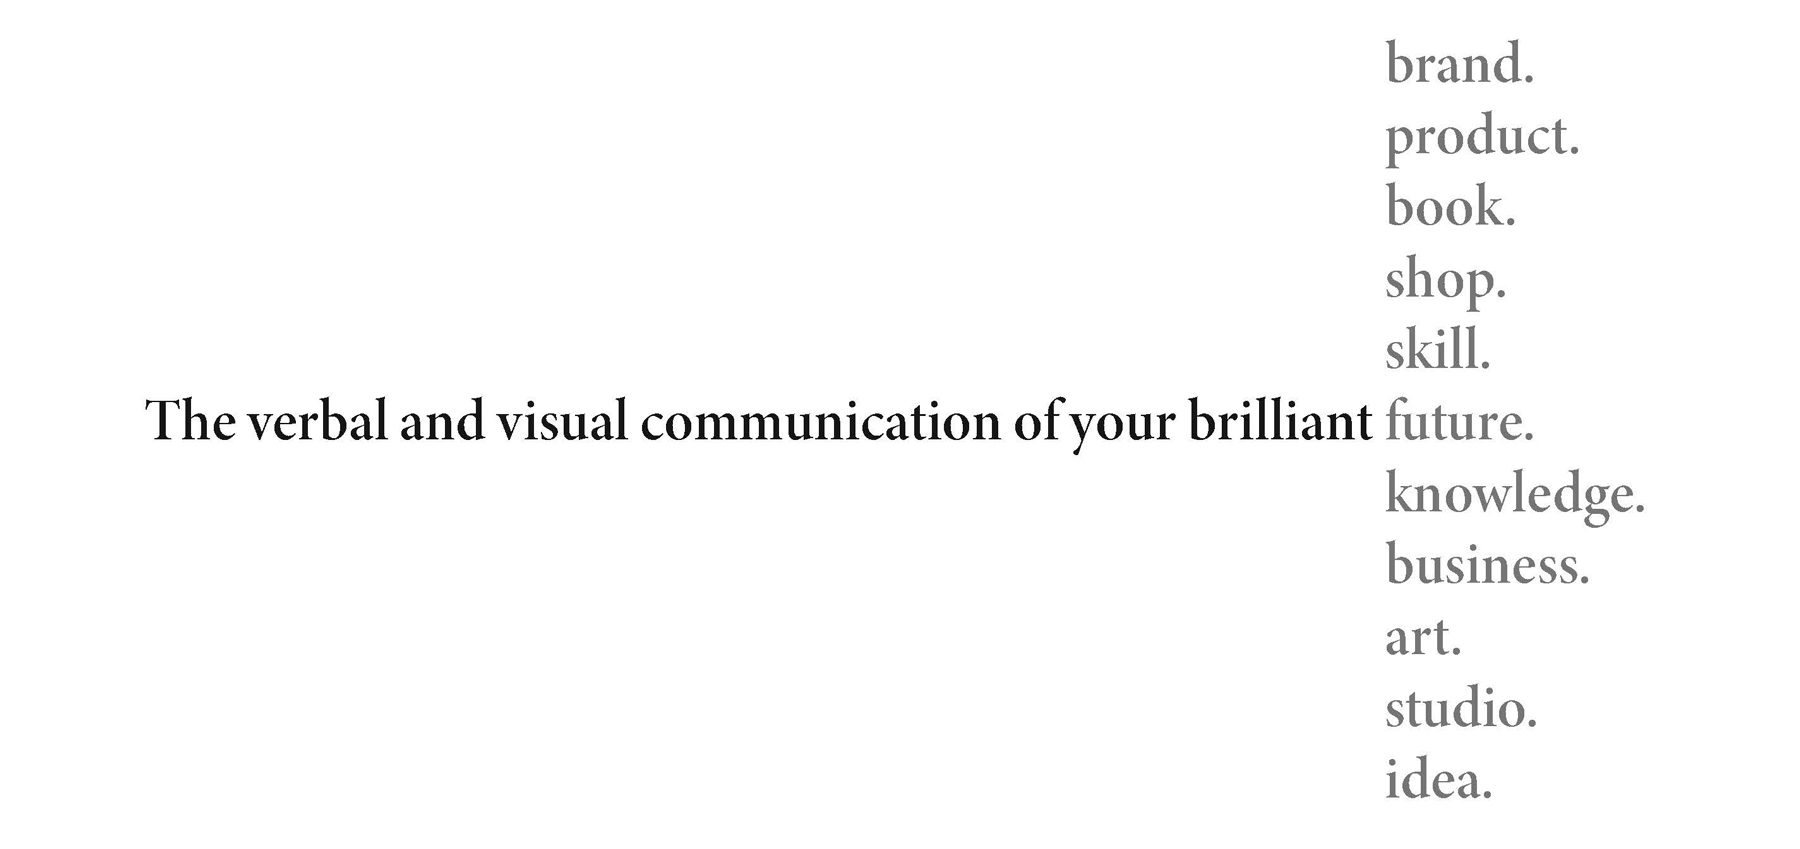 brand.
product.
book.
shop.
skill.
The verbal and visual communication of your brilliant future.
knowledge.
business.
art.
studio.
idea.